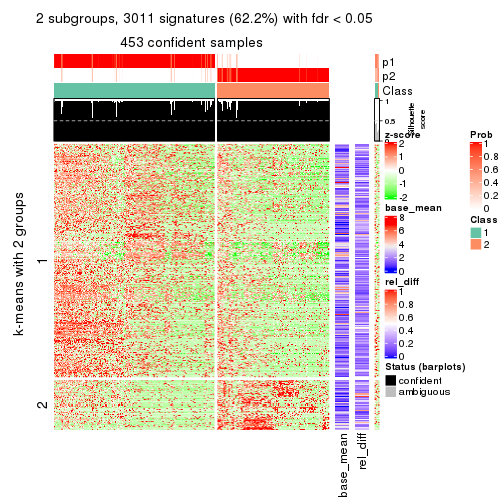 2 subgroups, 3011 signatures (62.2%) with fdr < 0.05
453 confident samples
p1
p2
Class
1
0.5
0
Silhouette
score
k-means with 2 groups
1
2
base_mean
rel_diff
z-score
2
1
0
-1
-2
base_mean
8
6
4
2
0
rel_diff
1
0.8
0.6
0.4
0.2
0
Status (barplots)
confident
ambiguous
Prob
1
0.8
0.6
0.4
0.2
0
Class
1
2